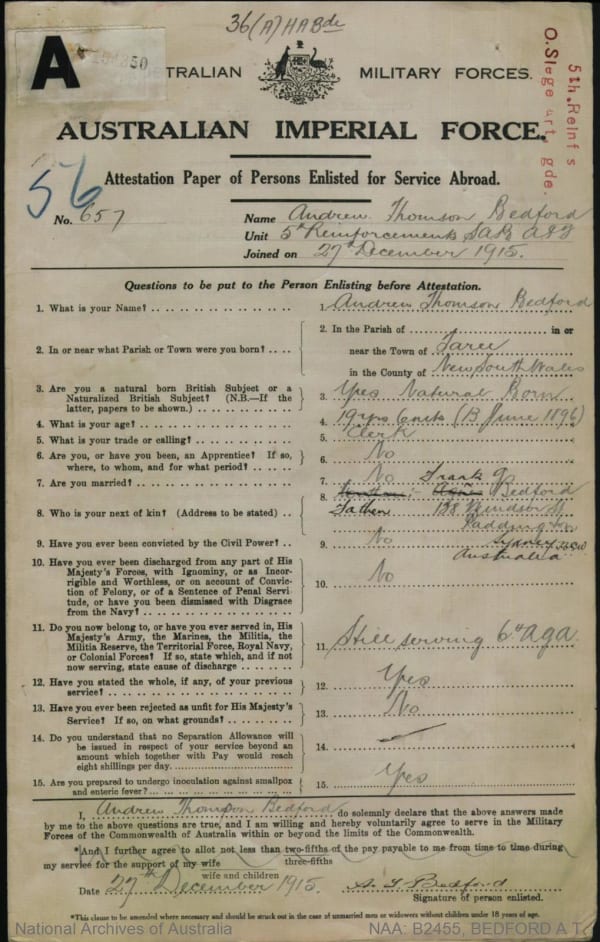 36(A)HABde
A
50
TRALIAN MILITARY FORCES.
5th. Reinf's
O. Siege Art. gde.
AUSTRALIAN IMPERIAL FORCE.
Attestation Paper of Persons Enlisted for Service Abroad.
56
No. 657
Name Andrew Thomson Bedford
Unit 5th Reinforcements SAB AIF
Joined on 27th December 1915.
Questions to be put to the Person Enlisting before Attestation.
1. What is your Name?
1. Andrew Thomson Bedford
2. In or near what Parish or Town were you born?
2. In the Parish of in or
near the Town of Taree
in the County of New South Wales
3. Are you a natural born British Subject or a
Naturalized British Subject? (N.B.—If the
latter, papers to be shown.)
3. Yes Natural Born
4. What is your age?
4. 19 yrs 6 mts (13 June 1896)
5. What is your trade or calling?
5. Clerk
6. Are you, or have you been, an Apprentice? If so,
where, to whom, and for what period?
6. No
7. Are you married?
7. No
8. Who is your next of kin? (Address to be stated)
8. Frank G Bedford
Father 138 Windsor St
Paddington
Sydney NSW
Australia
9. Have you ever been convicted by the Civil Power?
9. No
10. Have you ever been discharged from any part of His
Majesty's Forces, with Ignominy, or as Incor-
rigible and Worthless, or on account of Convic-
tion of Felony, or of a Sentence of Penal Servi-
tude, or have you been dismissed with Disgrace
from the Navy?
10. No
11. Do you now belong to, or have you ever served in, His
Majesty's Army, the Marines, the Militia, the
Militia Reserve, the Territorial Force, Royal Navy,
or Colonial Forces? If so, state which, and if not
now serving, state cause of discharge
11. Still serving 6th AGA
12. Have you stated the whole, if any, of your previous
service?
12. Yes
13. Have you ever been rejected as unfit for His Majesty's
Service? If so, on what grounds?
13. No
14. Do you understand that no Separation Allowance will
be issued in respect of your service beyond an
amount which together with Pay would reach
eight shillings per day.
14.
15. Are you prepared to undergo inoculation against smallpox
and enteric fever?
15. Yes
I, Andrew Thomson Bedford do solemnly declare that the above answers made
by me to the above questions are true, and I am willing and hereby voluntarily agree to serve in the Military
Forces of the Commonwealth of Australia within or beyond the limits of the Commonwealth.
*And I further agree to allot not less than two-fifths of the pay payable to me from time to time during
three-fifths
my service for the support of my wife
wife and children
Date 27th December 1915. A. T. Bedford
Signature of person enlisted.
*This clause to be amended where necessary and should be struck out in the case of unmarried men or widowers without children under 18 years of age.
National Archives of Australia
NAA: B2455, BEDFORD A T